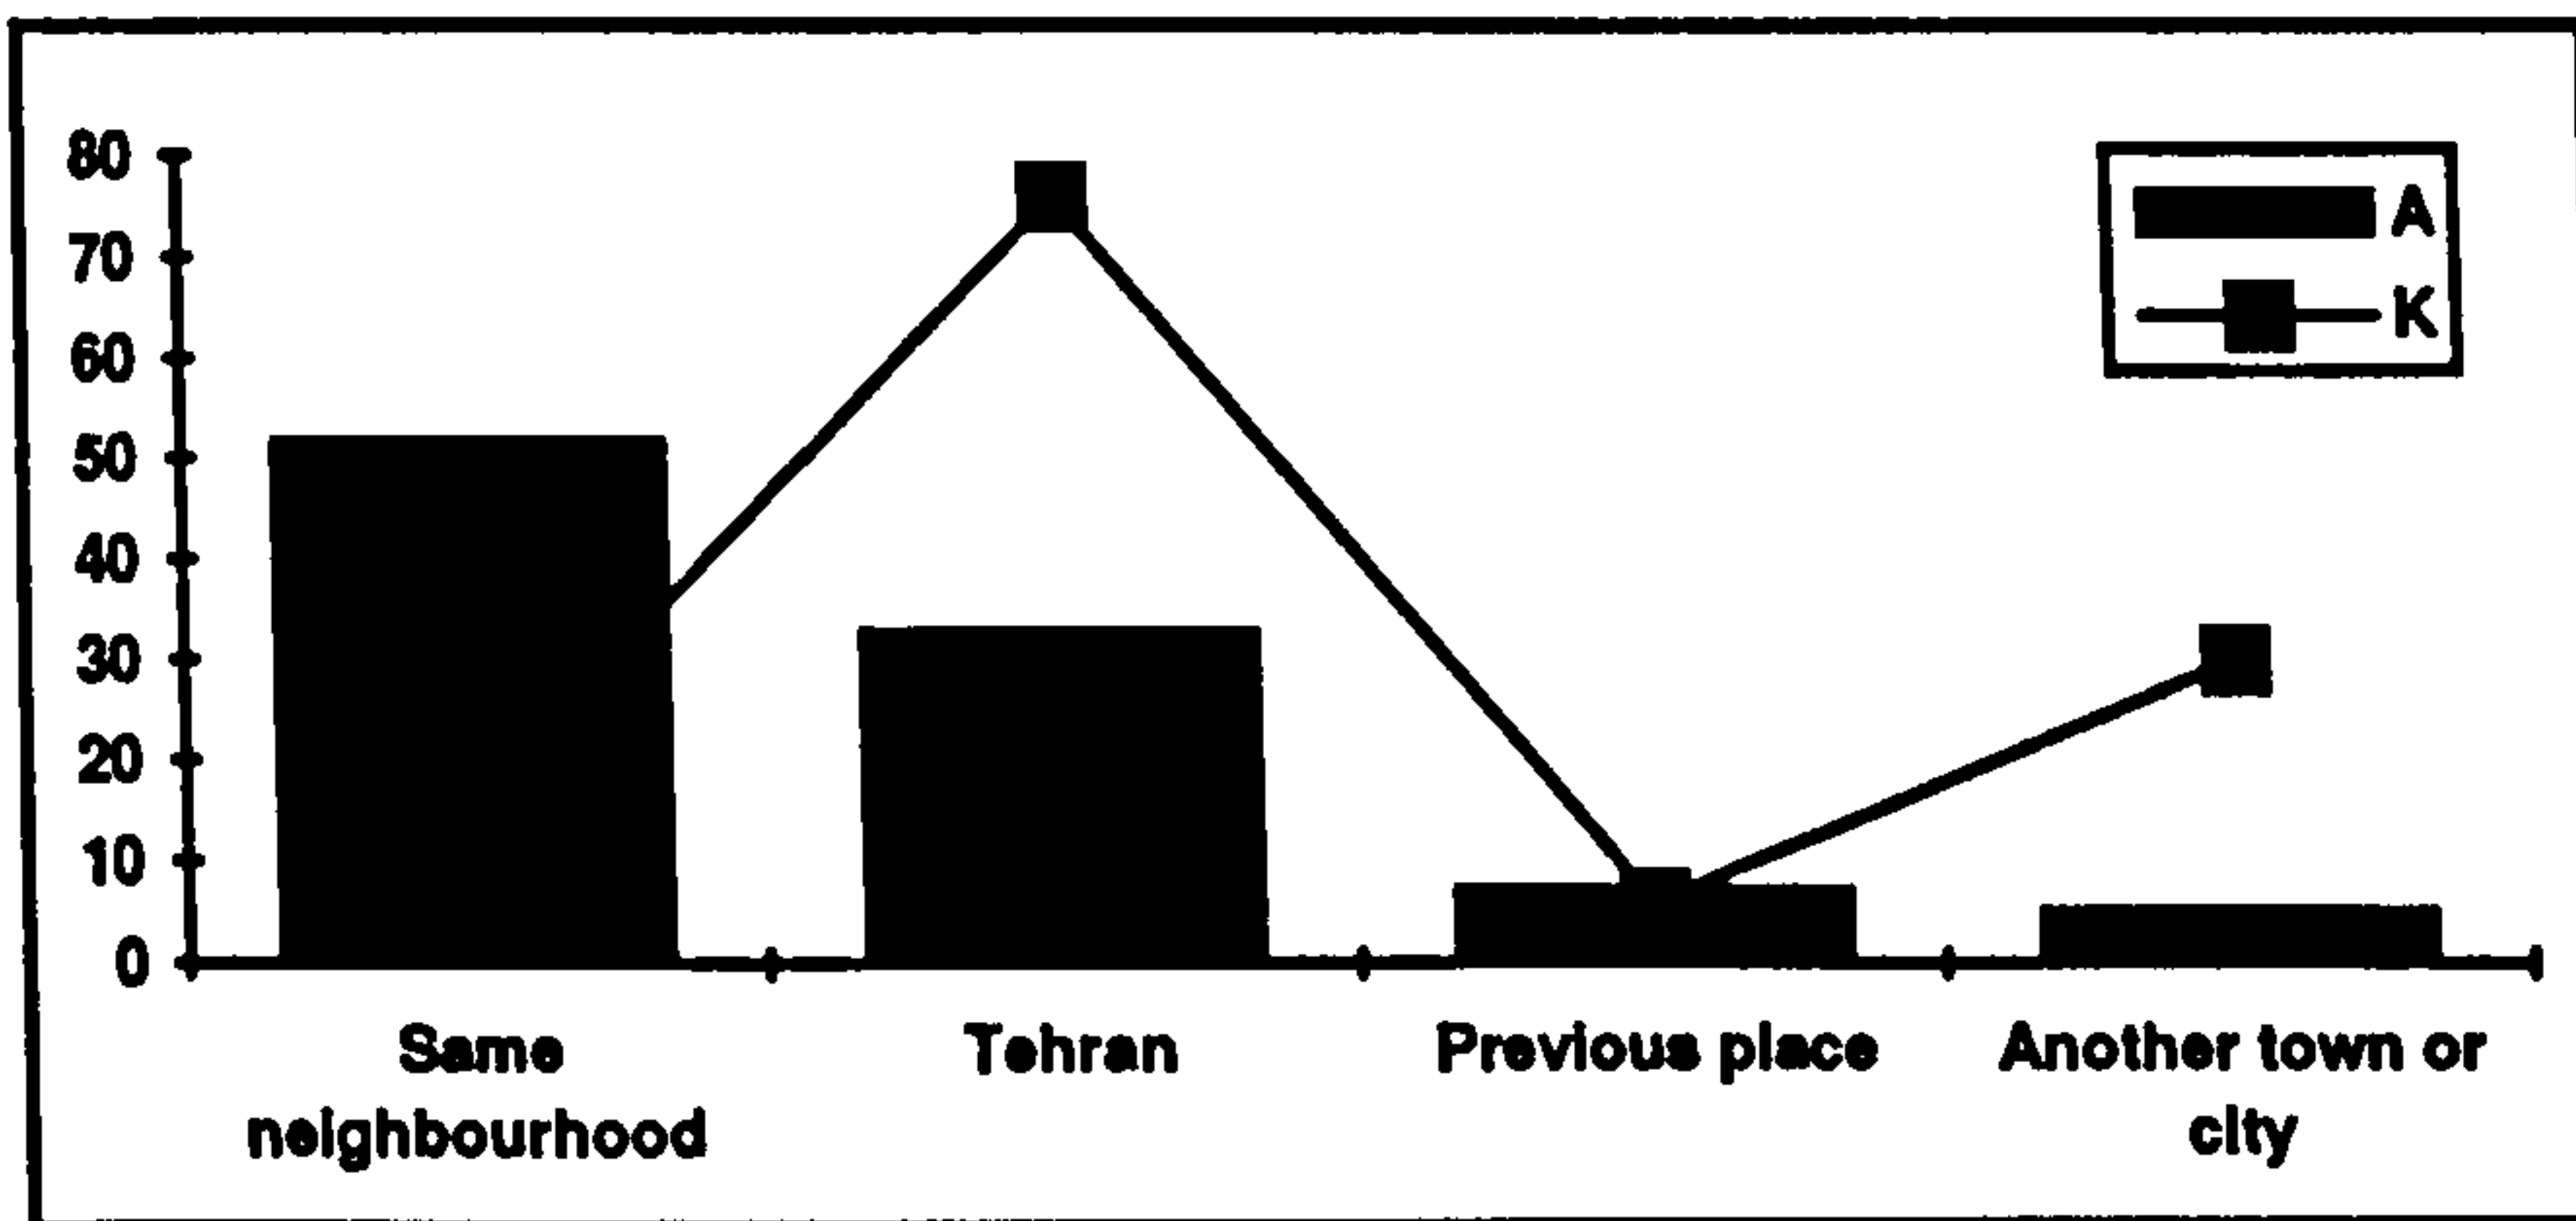 80
70
60
50
40
30
20
10
0
A
K
Same
neighbourhood
Tehran
Previous place
Another town or
city